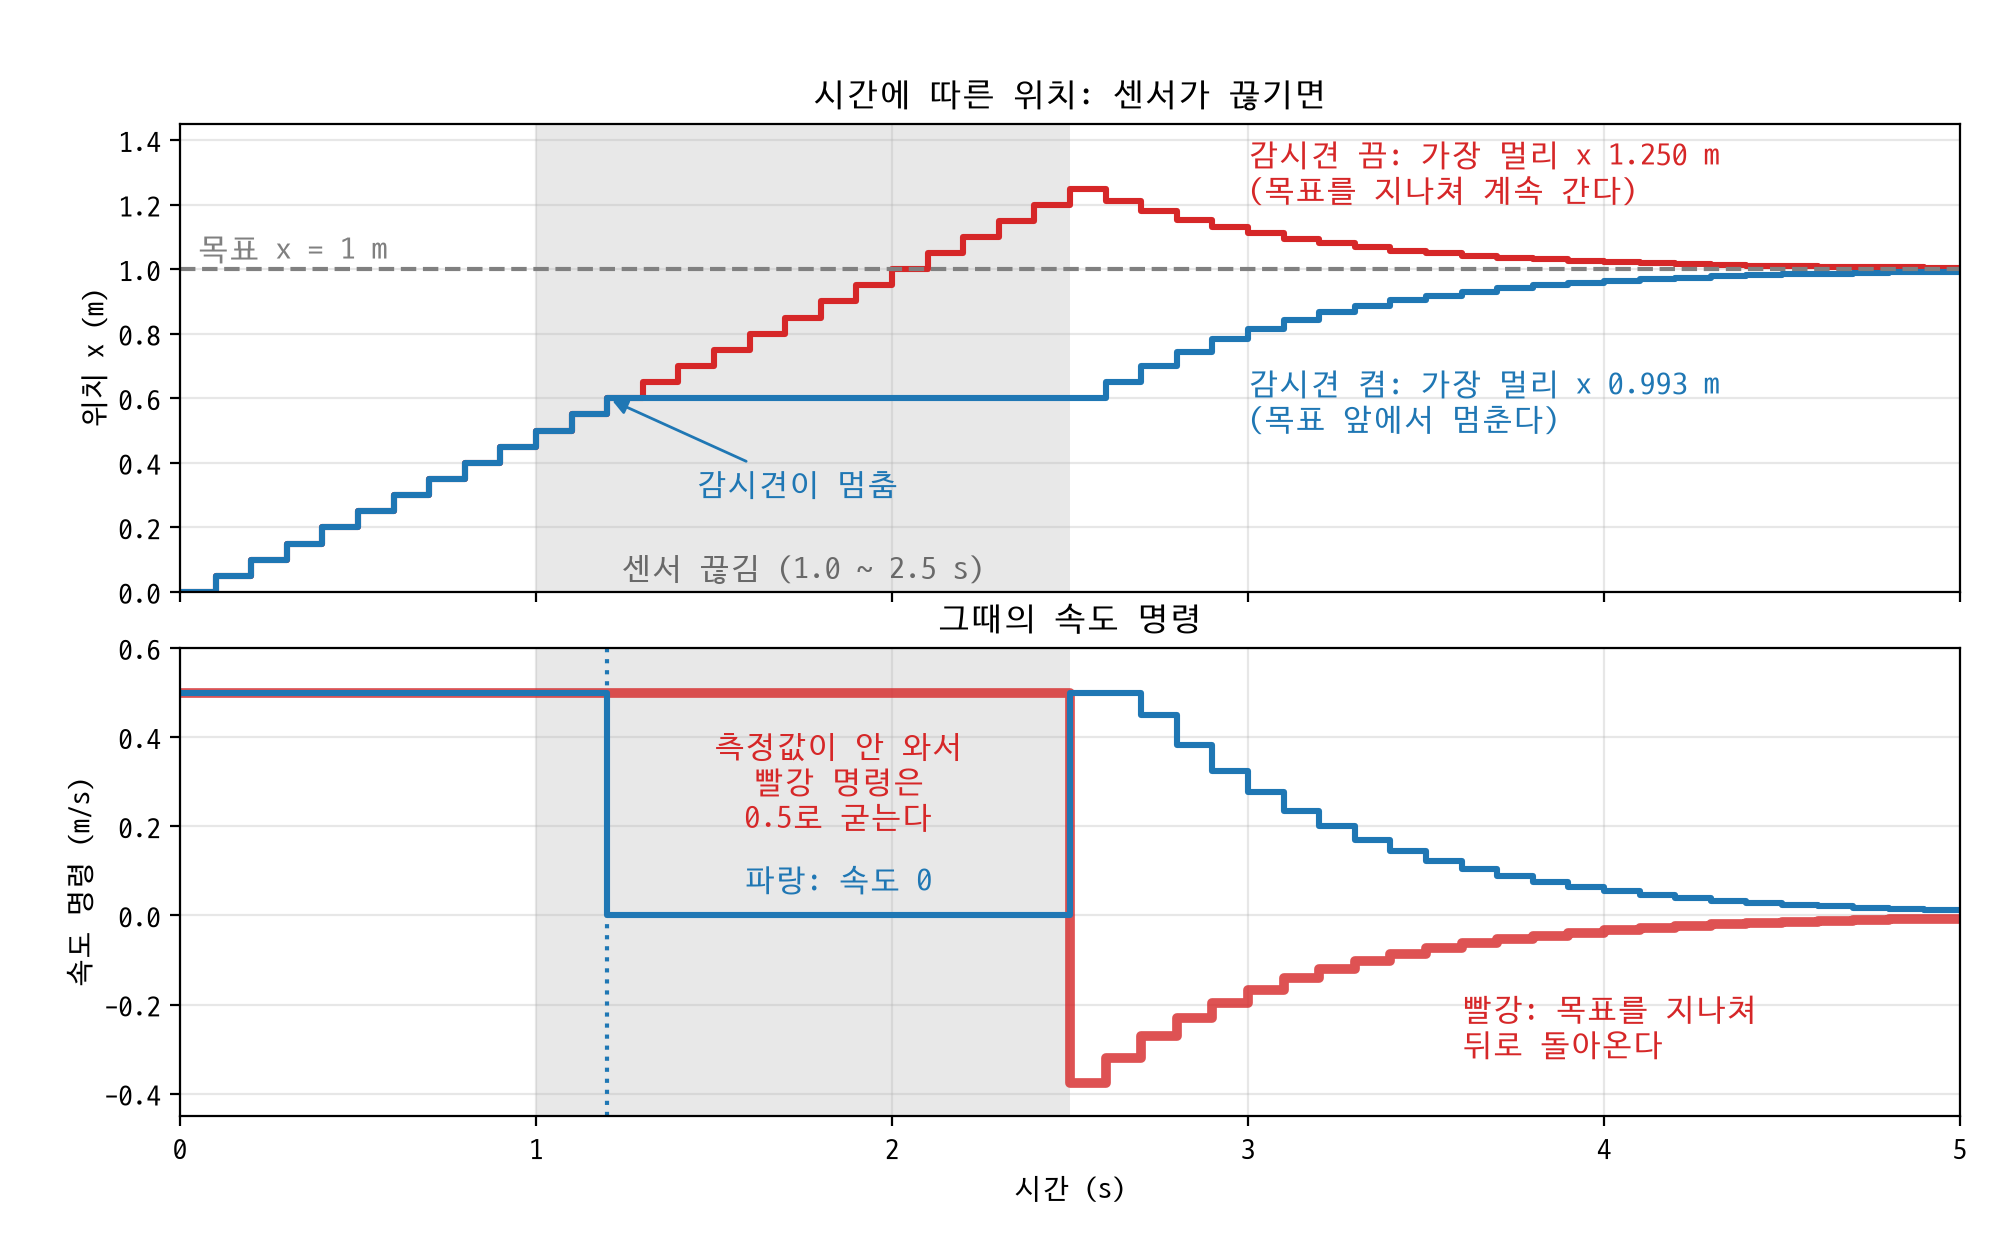 시간에 따른 위치: 센서가 끊기면
1.4
1.2
1.0
0.8
0.6
0.4
0.2
0.0
위치 x (m)
목표 x = 1 m
감시견 끔: 가장 멀리 x 1.250 m
(목표를 지나쳐 계속 간다)
감시견 켬: 가장 멀리 x 0.993 m
(목표 앞에서 멈춘다)
감시견이 멈춤
센서 끊김 (1.0 ~ 2.5 s)
그때의 속도 명령
0.6
0.4
0.2
0.0
-0.2
-0.4
속도 명령 (m/s)
측정값이 안 와서
빨강 명령은
0.5로 굳는다
파랑: 속도 0
빨강: 목표를 지나쳐
뒤로 돌아온다
0 1 2 3 4 5
시간 (s)